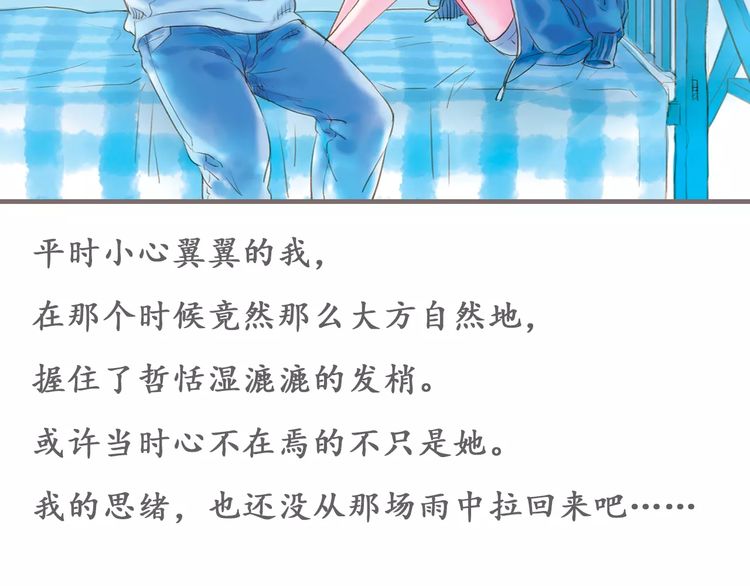 平时小心翼翼的我，
在那个时候竟然那么大方自然地，
握住了哲恬湿漉漉的发梢。
或许当时心不在焉的不只是她。
我的思绪，也还没从那场雨中拉回来吧……